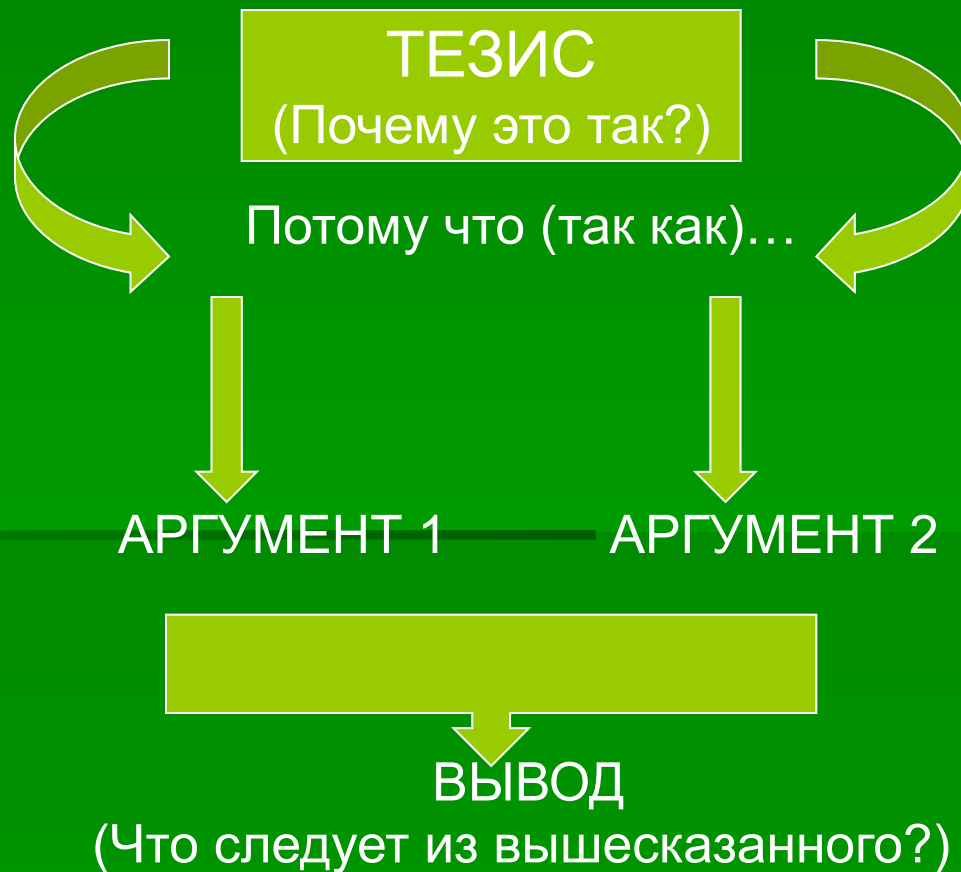 ТЕЗИС
(Почему это так?)
Потому что (так как)…
АРГУМЕНТ 1 АРГУМЕНТ 2
ВЫВОД
(Что следует из вышесказанного?)